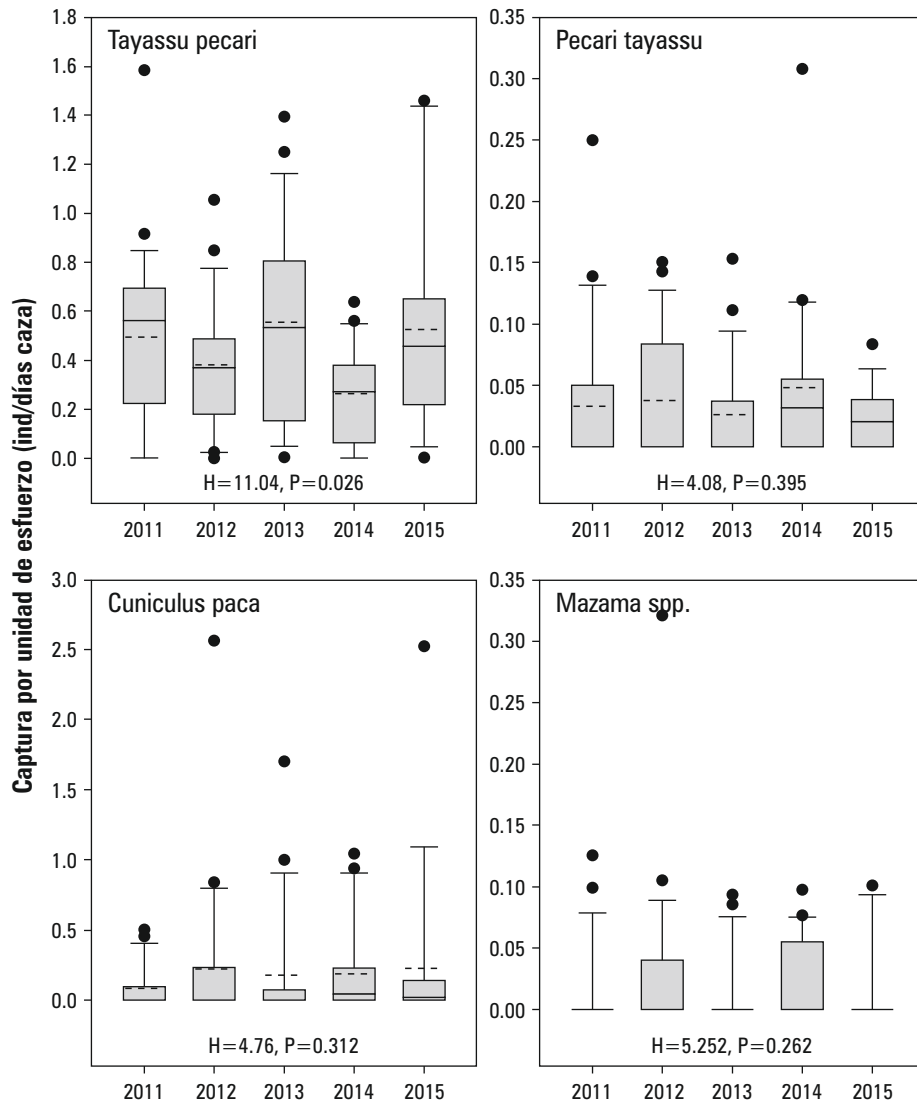 Captura por unidad de esfuerzo (ind/días caza)
Tayassu pecari
1.8
1.6
1.4
1.2
1.0
0.8
0.6
0.4
0.2
0.0
H=11.04, P=0.026
2011 2012 2013 2014 2015
Pecari tayassu
0.35
0.30
0.25
0.20
0.15
0.10
0.05
0.00
H=4.08, P=0.395
2011 2012 2013 2014 2015
Cuniculus paca
3.0
2.5
2.0
1.5
1.0
0.5
0.0
H=4.76, P=0.312
2011 2012 2013 2014 2015
Mazama spp.
0.35
0.30
0.25
0.20
0.15
0.10
0.05
0.00
H=5.252, P=0.262
2011 2012 2013 2014 2015